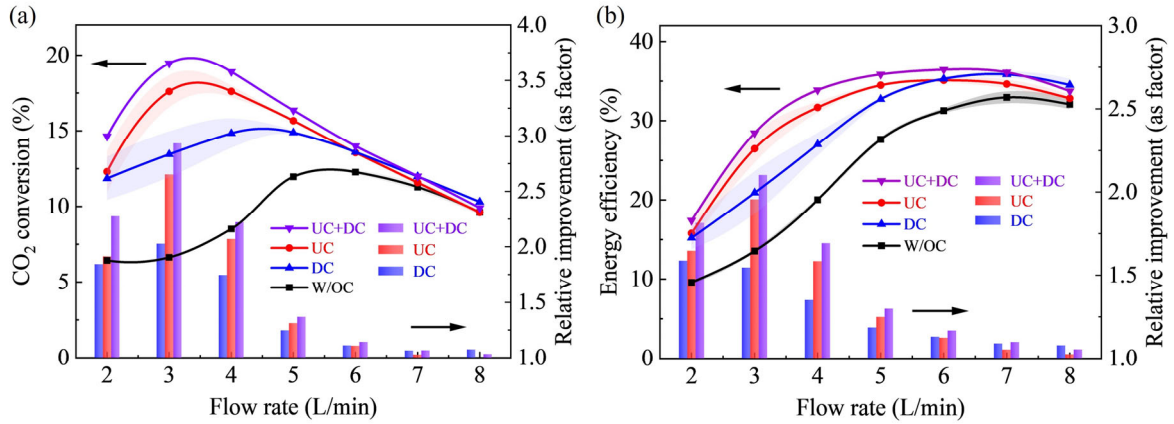 (a)
CO2 conversion (%)
20
15
10
5
0
4.0
3.5
3.0
2.5
2.0
1.5
1.0
Relative improvement (as factor)
UC+DC
UC
DC
W/OC
UC+DC
UC
DC
2 3 4 5 6 7 8
Flow rate (L/min)
(b)
Energy efficiency (%)
40
30
20
10
0
3.0
2.5
2.0
1.5
1.0
Relative improvement (as factor)
UC+DC
UC
DC
W/OC
UC+DC
UC
DC
2 3 4 5 6 7 8
Flow rate (L/min)